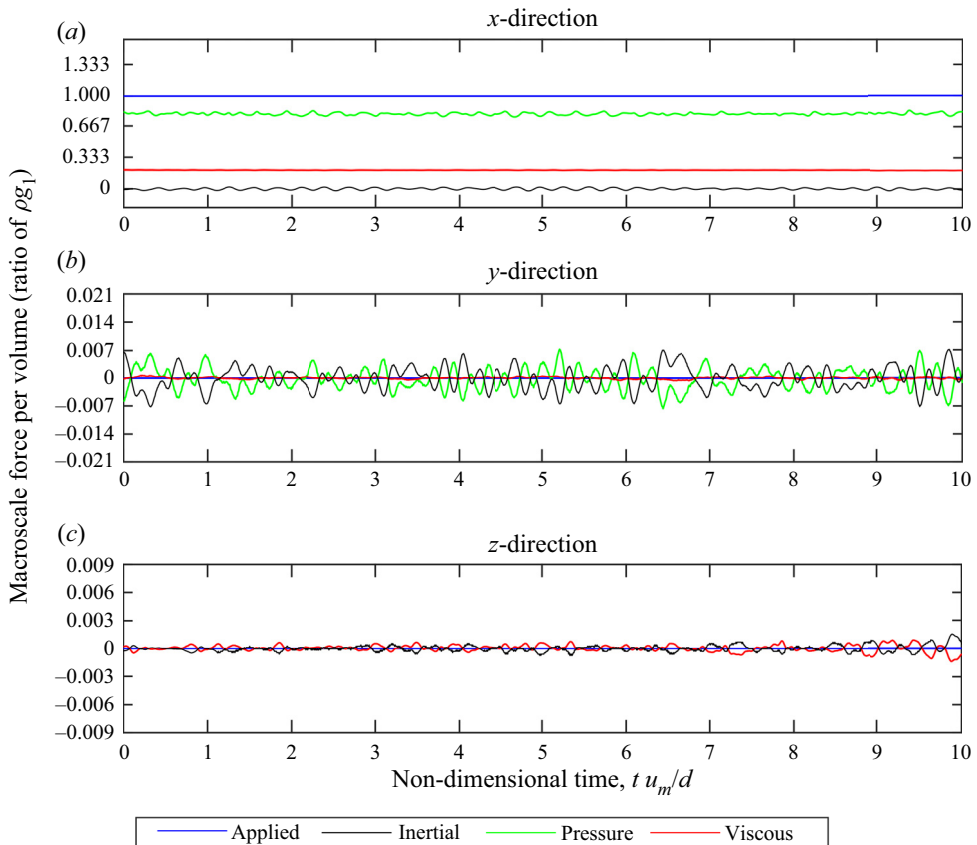 (a)
x-direction
1.333
1.000
0.667
0.333
0
0 1 2 3 4 5 6 7 8 9 10
(b)
y-direction
0.021
0.014
0.007
0
–0.007
–0.014
–0.021
0 1 2 3 4 5 6 7 8 9 10
(c)
z-direction
0.009
0.006
0.003
0
–0.003
–0.006
–0.009
0 1 2 3 4 5 6 7 8 9 10
Macroscale force per volume (ratio of ρg₁)
Non-dimensional time, t uₘ/d
Applied Inertial Pressure Viscous